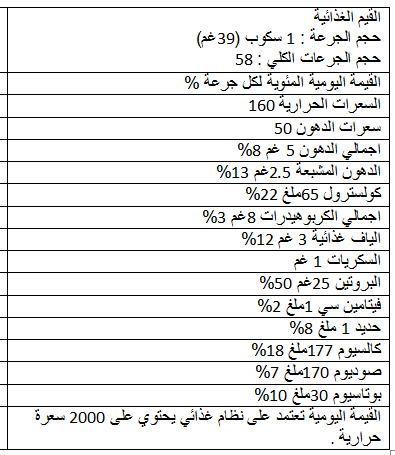 القيم الغذائية
حجم الجرعة : 1 سكوب (39غم)
حجم الجرعات الكلي : 58
القيمة اليومية المئوية لكل جرعة %
السعرات الحرارية 160
سعرات الدهون 50
اجمالي الدهون 5 غم 8%
الدهون المشبعة 2.5غم 13%
كولسترول 65ملغ 22%
اجمالي الكربوهيدرات 8غم 3%
الياف غذائية 3 غم 12%
السكريات 1 غم
البروتين 25غم 50%
فيتامين سي 1ملغ 2%
حديد 1 ملغ 8%
كالسيوم 177ملغ 18%
صوديوم 170ملغ 7%
بوتاسيوم 30ملغ 10%
القيمة اليومية تعتمد على نظام غذائي يحتوي على 2000 سعرة
حرارية .